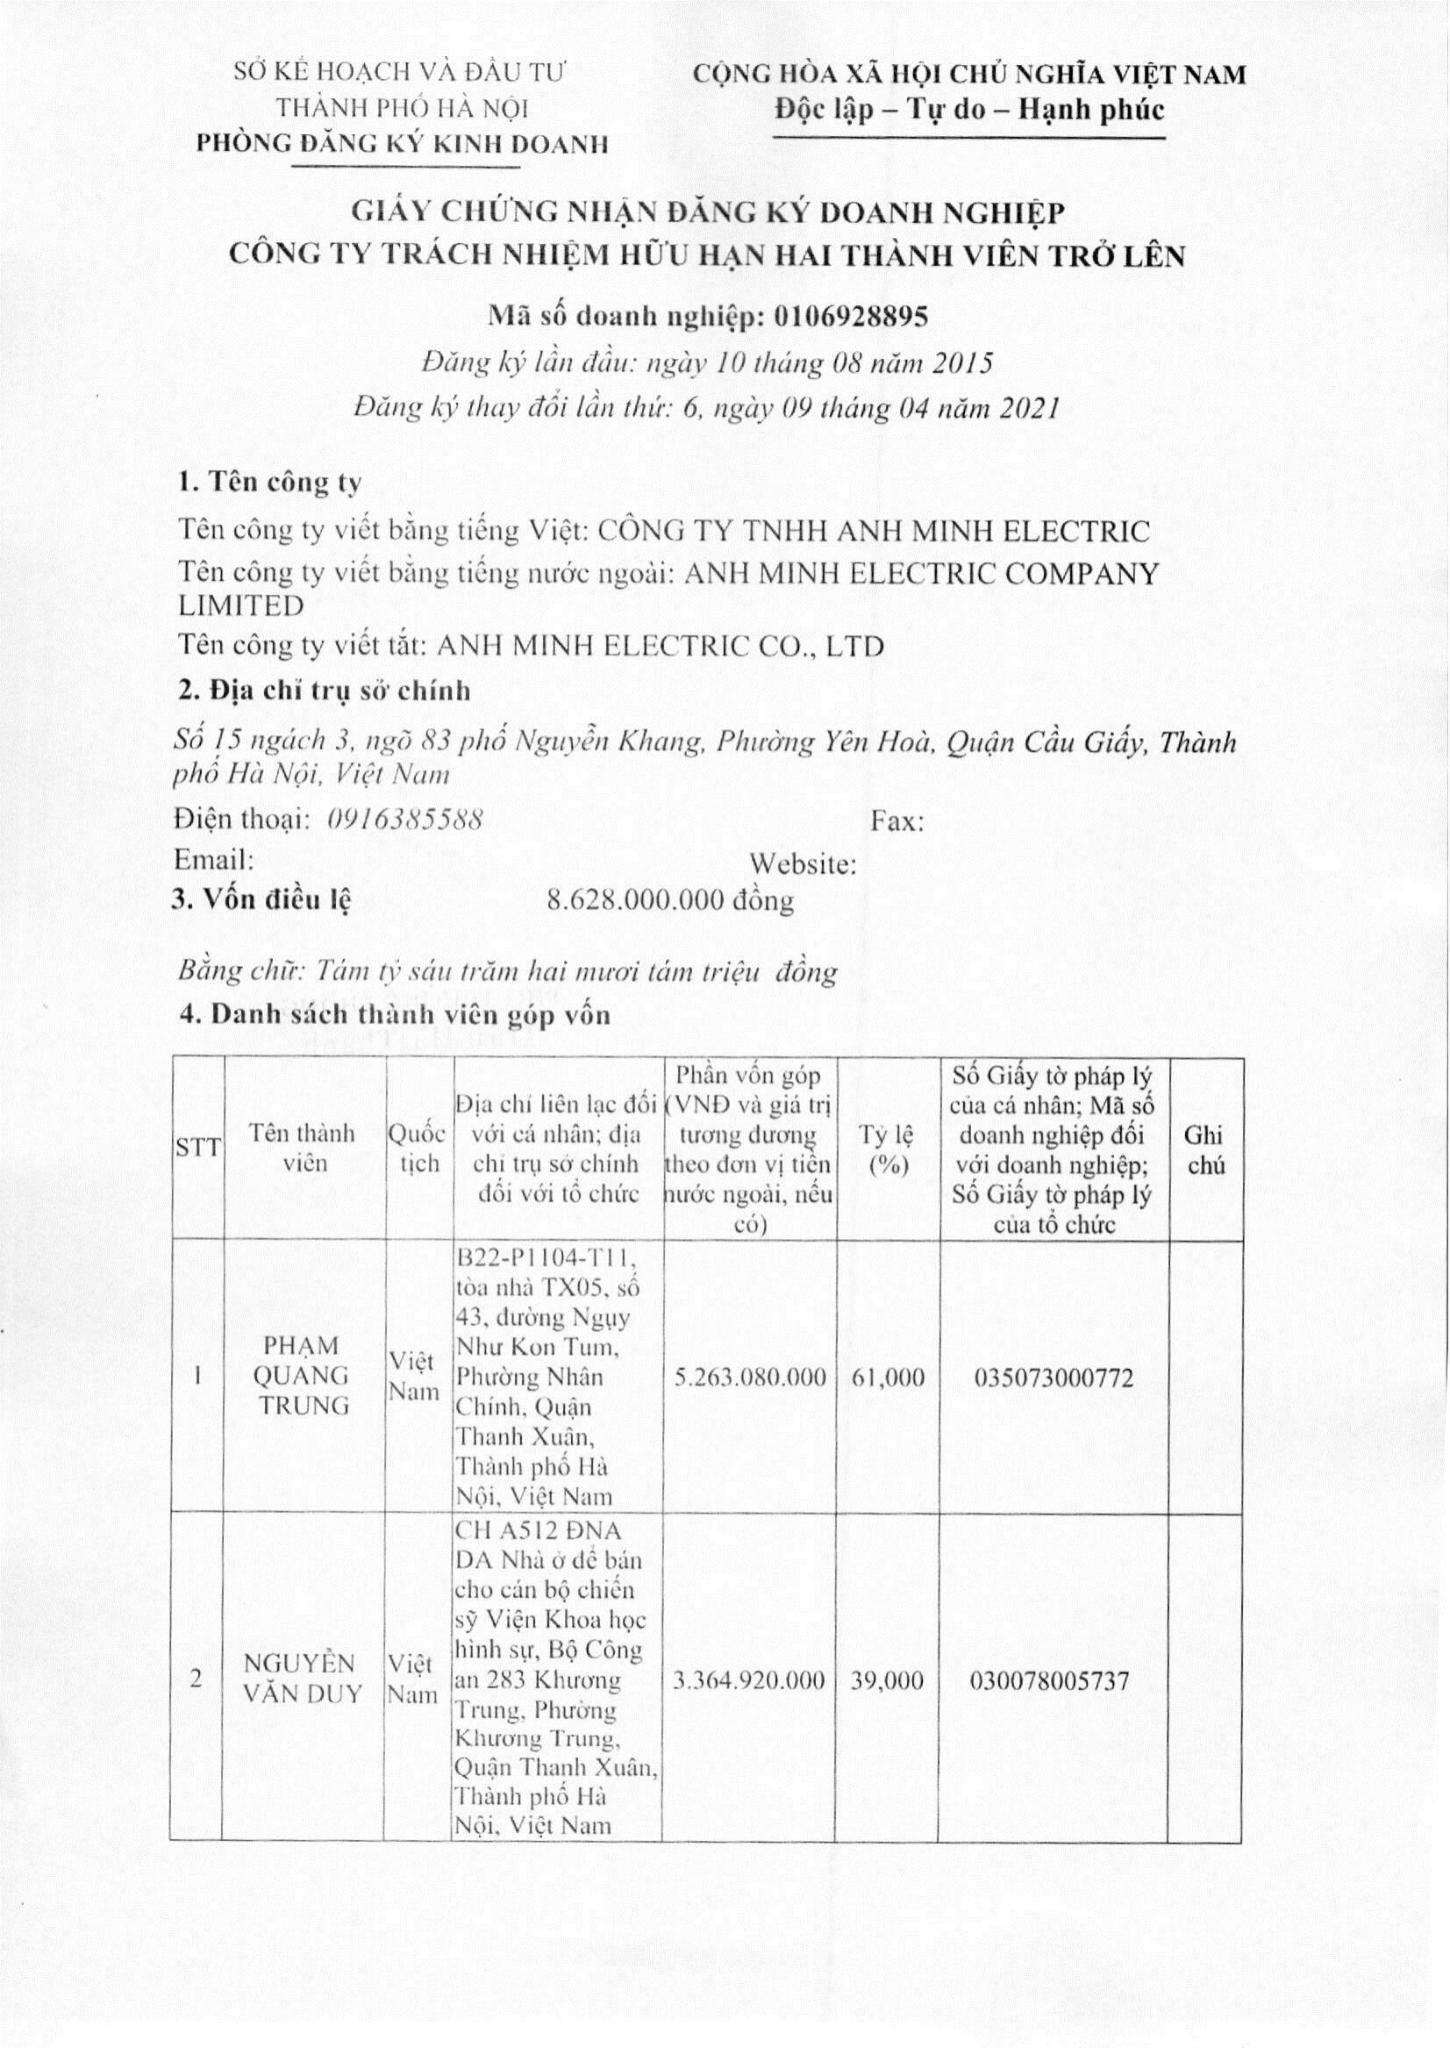 SỞ KẾ HOẠCH VÀ ĐẦU TƯ
THÀNH PHỐ HÀ NỘI
PHÒNG ĐĂNG KÝ KINH DOANH
CỘNG HÒA XÃ HỘI CHỦ NGHĨA VIỆT NAM
Độc lập – Tự do – Hạnh phúc
GIẤY CHỨNG NHẬN ĐĂNG KÝ DOANH NGHIỆP
CÔNG TY TRÁCH NHIỆM HỮU HẠN HAI THÀNH VIÊN TRỞ LÊN
Mã số doanh nghiệp: 0106928895
Đăng ký lần đầu: ngày 10 tháng 08 năm 2015
Đăng ký thay đổi lần thứ: 6, ngày 09 tháng 04 năm 2021
1. Tên công ty
Tên công ty viết bằng tiếng Việt: CÔNG TY TNHH ANH MINH ELECTRIC
Tên công ty viết bằng tiếng nước ngoài: ANH MINH ELECTRIC COMPANY
LIMITED
Tên công ty viết tắt: ANH MINH ELECTRIC CO., LTD
2. Địa chỉ trụ sở chính
Số 15 ngách 3, ngõ 83 phố Nguyễn Khang, Phường Yên Hoà, Quận Cầu Giấy, Thành
phố Hà Nội, Việt Nam
Điện thoại: 0916385588 Fax:
Email: Website:
3. Vốn điều lệ 8.628.000.000 đồng
Bằng chữ: Tám tỷ sáu trăm hai mươi tám triệu đồng
4. Danh sách thành viên góp vốn
STT
Tên thành
viên
Quốc
tịch
Địa chỉ liên lạc đối
với cá nhân; địa
chỉ trụ sở chính
đối với tổ chức
Phần vốn góp
(VNĐ và giá trị
tương đương
theo đơn vị tiền
nước ngoài, nếu
có)
Tỷ lệ
(%)
Số Giấy tờ pháp lý
của cá nhân; Mã số
doanh nghiệp đối
với doanh nghiệp;
Số Giấy tờ pháp lý
của tổ chức
Ghi
chú
1
PHẠM
QUANG
TRUNG
Việt
Nam
B22-P1104-T11,
tòa nhà TX05, số
43, đường Ngụy
Như Kon Tum,
Phường Nhân
Chính, Quận
Thanh Xuân,
Thành phố Hà
Nội, Việt Nam
5.263.080.000
61,000
035073000772
2
NGUYỄN
VĂN DUY
Việt
Nam
CH A512 ĐNA
DA Nhà ở để bán
cho cán bộ chiến
sỹ Viện Khoa học
hình sự, Bộ Công
an 283 Khương
Trung, Phường
Khương Trung,
Quận Thanh Xuân,
Thành phố Hà
Nội, Việt Nam
3.364.920.000
39,000
030078005737